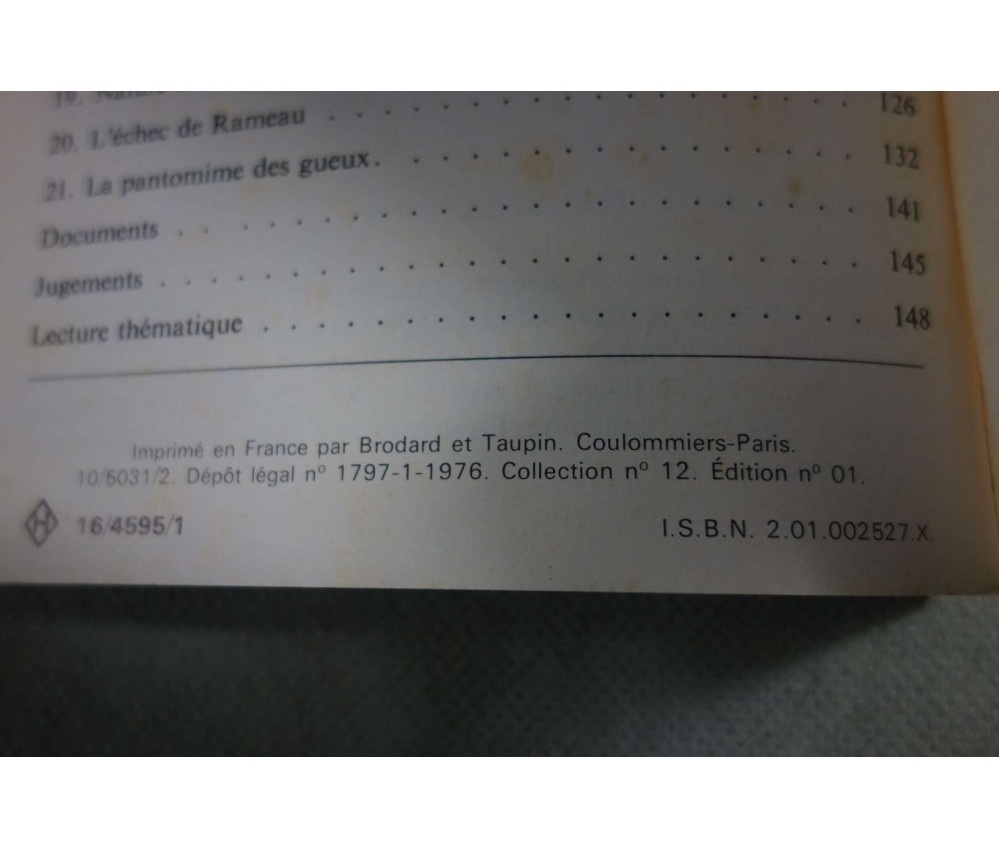 19. Nature
20. L'échec de Rameau . . . . . . . . . . . . . . . . . . . 126
21. La pantomime des gueux. . . . . . . . . . . . . . . . . 132
Documents . . . . . . . . . . . . . . . . . . . . . . . . 141
Jugements . . . . . . . . . . . . . . . . . . . . . . . . 145
Lecture thématique . . . . . . . . . . . . . . . . . . . . 148
Imprimé en France par Brodard et Taupin. Coulommiers-Paris.
10/5031/2. Dépôt légal nº 1797-1-1976. Collection nº 12. Édition nº 01.
H 16/4595/1 I.S.B.N. 2.01.002527.X.